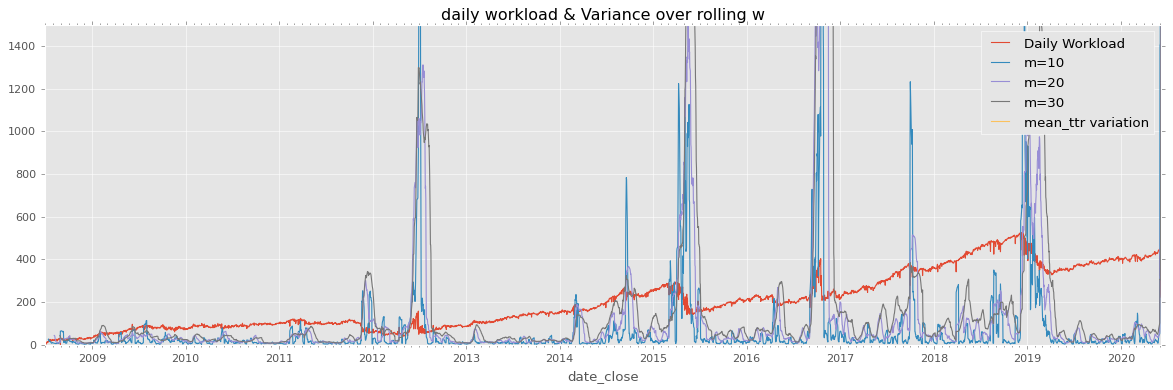 daily workload & Variance over rolling w
1400
1200
1000
800
600
400
200
0
Daily Workload
m=10
m=20
m=30
mean_ttr variation
2009 2010 2011 2012 2013 2014 2015 2016 2017 2018 2019 2020
date_close